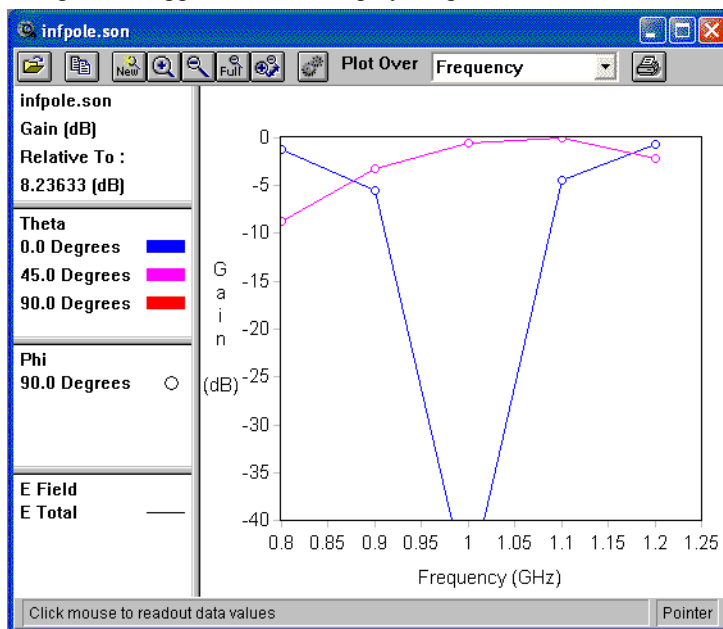 infpole.son
New Full Plot Over Frequency
infpole.son
Gain (dB)
Relative To :
8.23633 (dB)
Theta
0.0 Degrees
45.0 Degrees
90.0 Degrees
Phi
90.0 Degrees
E Field
E Total
Gain
(dB)
0
-5
-10
-15
-20
-25
-30
-35
-40
0.8 0.85 0.9 0.95 1 1.05 1.1 1.15 1.2 1.25
Frequency (GHz)
Click mouse to readout data values Pointer